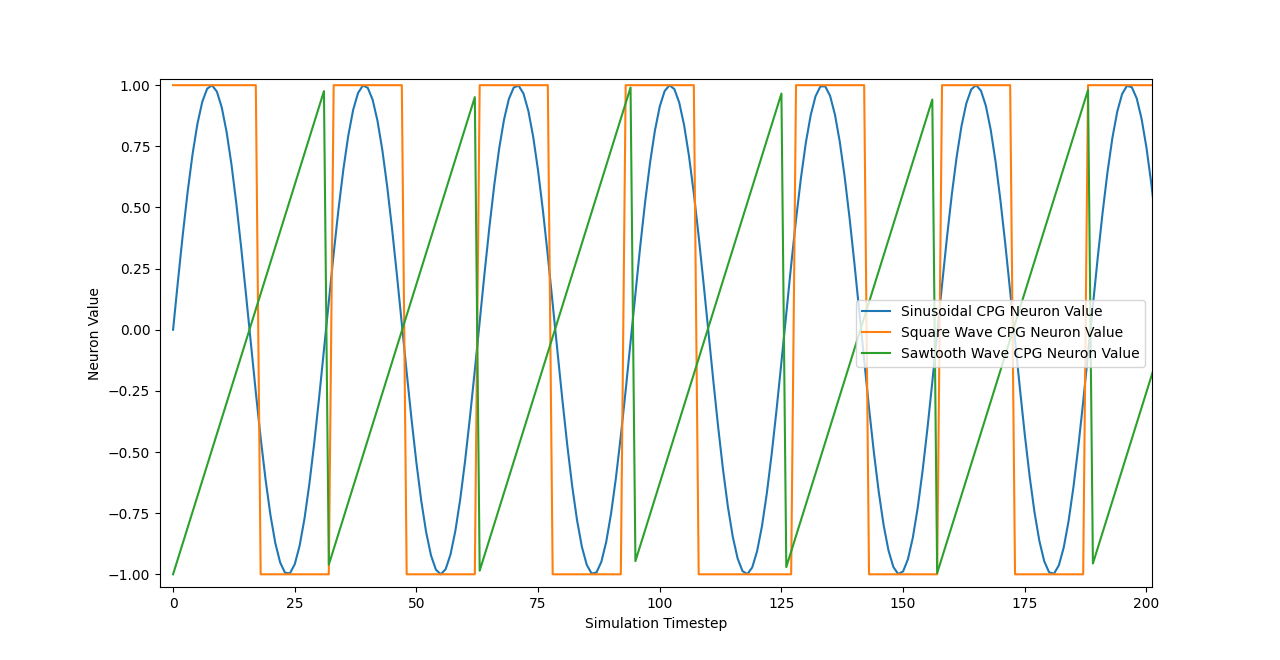 1.00
0.75
0.50
0.25
0.00
−0.25
−0.50
−0.75
−1.00
Neuron Value
Sinusoidal CPG Neuron Value
Square Wave CPG Neuron Value
Sawtooth Wave CPG Neuron Value
0 25 50 75 100 125 150 175 200
Simulation Timestep